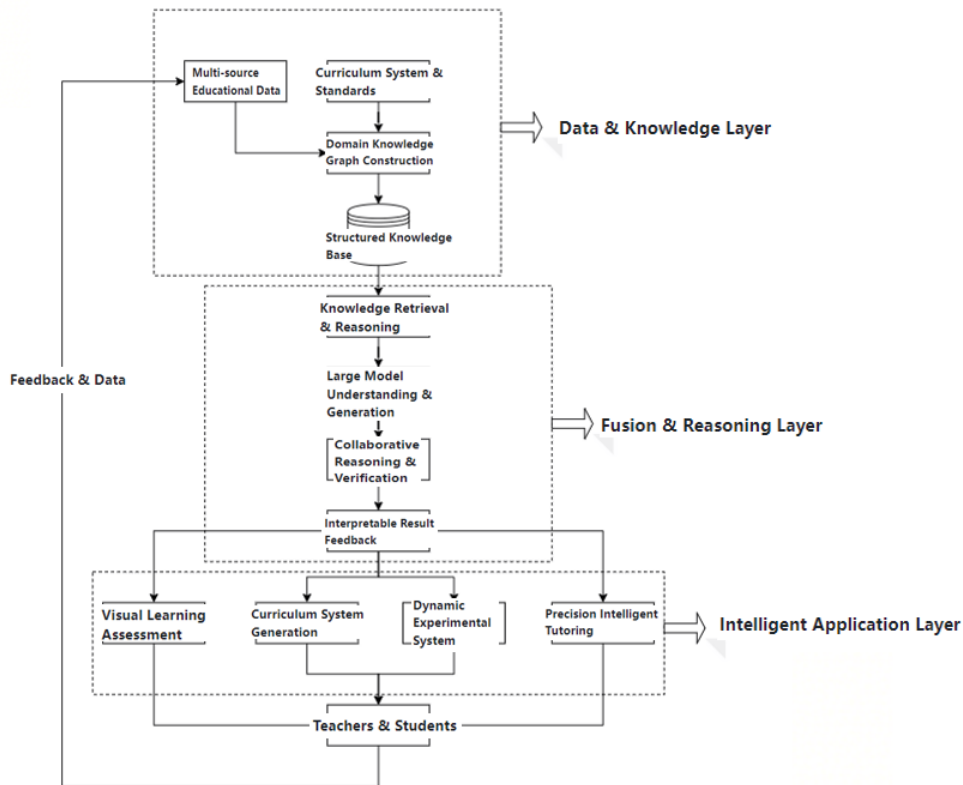 Multi-source
Educational Data
Curriculum System &
Standards
Data & Knowledge Layer
Domain Knowledge
Graph Construction
Structured Knowledge
Base
Knowledge Retrieval
& Reasoning
Feedback & Data
Large Model
Understanding &
Generation
Fusion & Reasoning Layer
Collaborative
Reasoning &
Verification
Interpretable Result
Feedback
Visual Learning
Assessment
Curriculum System
Generation
Dynamic
Experimental
System
Precision Intelligent
Tutoring
Intelligent Application Layer
Teachers & Students